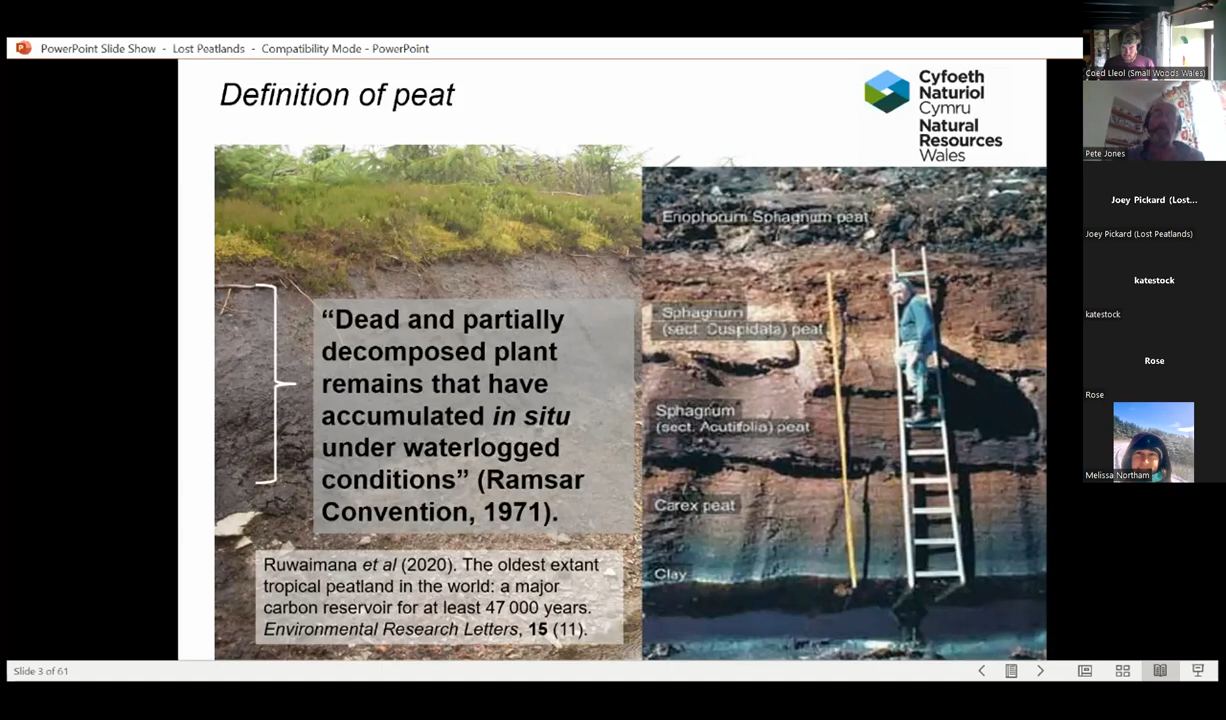 PowerPoint Slide Show - Lost Peatlands - Compatibility Mode - PowerPoint
Definition of peat
Cyfoeth
Naturiol
Cymru
Natural
Resources
Wales
“Dead and partially
decomposed plant
remains that have
accumulated in situ
under waterlogged
conditions” (Ramsar
Convention, 1971).
Ruwaimana et al (2020). The oldest extant
tropical peatland in the world: a major
carbon reservoir for at least 47 000 years.
Environmental Research Letters, 15 (11).
Eriophorum Sphagnum peat
Sphagnum
(sect. Cuspidata) peat
Sphagnum
(sect. Acutifolia) peat
Carex peat
Clay
Slide 3 of 61
Coed Lleol (Small Woods Wales)
Pete Jones
Joey Pickard (Lost...
Joey Pickard (Lost Peatlands)
katestock
katestock
Rose
Rose
Melissa Northam